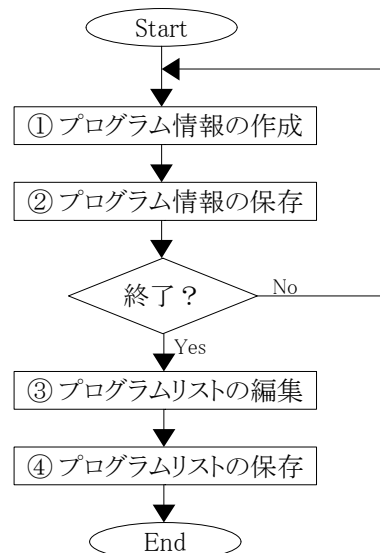 Start
① プログラム情報の作成
② プログラム情報の保存
終了？
No
Yes
③ プログラムリストの編集
④ プログラムリストの保存
End